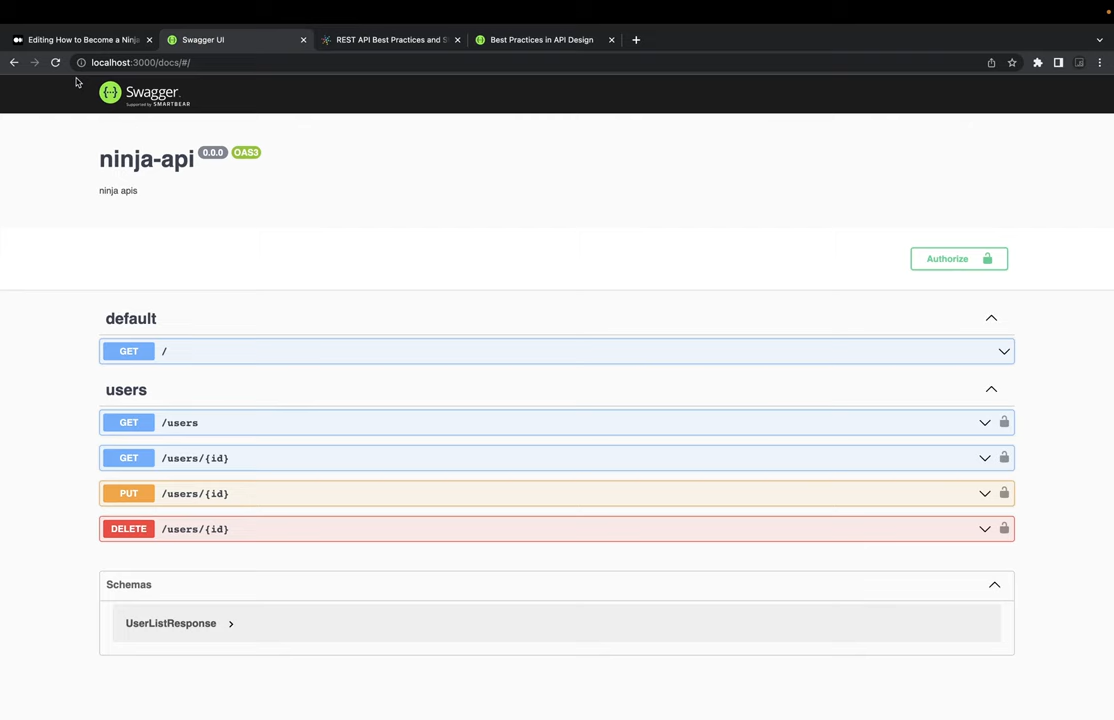 Editing How to Become a Ninja
Swagger UI
REST API Best Practices and S
Best Practices in API Design
localhost:3000/docs/#/
Swagger.
Supported by SMARTBEAR
ninja-api 0.0.0 OAS3
ninja apis
Authorize
default
GET /
users
GET /users
GET /users/{id}
PUT /users/{id}
DELETE /users/{id}
Schemas
UserListResponse